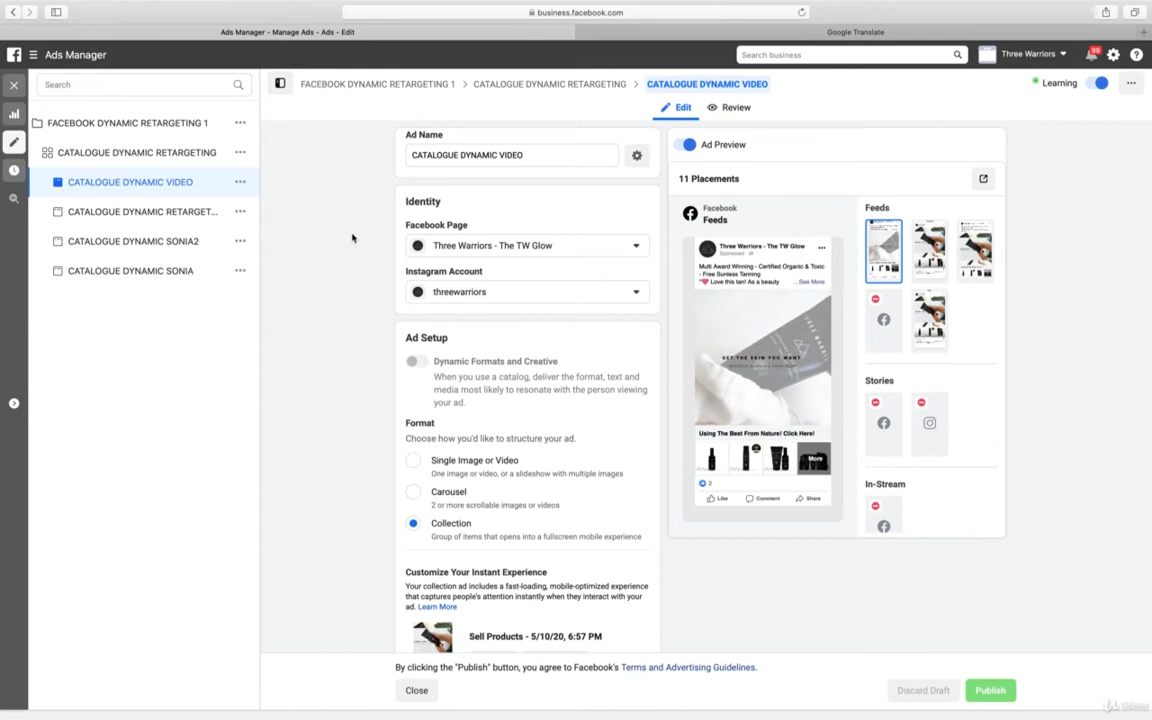 business.facebook.com
Ads Manager - Manage Ads - Ads - Edit
Google Translate
Ads Manager
Search business
Three Warriors
99
Search
FACEBOOK DYNAMIC RETARGETING 1
CATALOGUE DYNAMIC RETARGETING
CATALOGUE DYNAMIC VIDEO
CATALOGUE DYNAMIC RETARGET...
CATALOGUE DYNAMIC SONIA2
CATALOGUE DYNAMIC SONIA
FACEBOOK DYNAMIC RETARGETING 1 > CATALOGUE DYNAMIC RETARGETING > CATALOGUE DYNAMIC VIDEO
Learning
Edit
Review
Ad Name
CATALOGUE DYNAMIC VIDEO
Identity
Facebook Page
Three Warriors - The TW Glow
Instagram Account
threewarriors
Ad Setup
Dynamic Formats and Creative
When you use a catalog, deliver the format, text and
media most likely to resonate with the person viewing
your ad.
Format
Choose how you'd like to structure your ad.
Single Image or Video
One image or video, or a slideshow with multiple images
Carousel
2 or more scrollable images or videos
Collection
Group of items that opens into a fullscreen mobile experience
Customize Your Instant Experience
Your collection ad includes a fast-loading, mobile-optimized experience
that captures people's attention instantly when they interact with your
ad. Learn More
Sell Products - 5/10/20, 6:57 PM
Ad Preview
11 Placements
Facebook
Feeds
Three Warriors - The TW Glow
Sponsored
Multi Award Winning - Certified Organic & Toxic
- Free Sunless Tanning
"Love this tan! As a beauty ...See More
GET THE SKIN YOU WANT
Using The Best From Nature! Click Here!
More
2
Like
Comment
Share
Feeds
Stories
In-Stream
By clicking the "Publish" button, you agree to Facebook's Terms and Advertising Guidelines.
Close
Discard Draft
Publish
Udemy